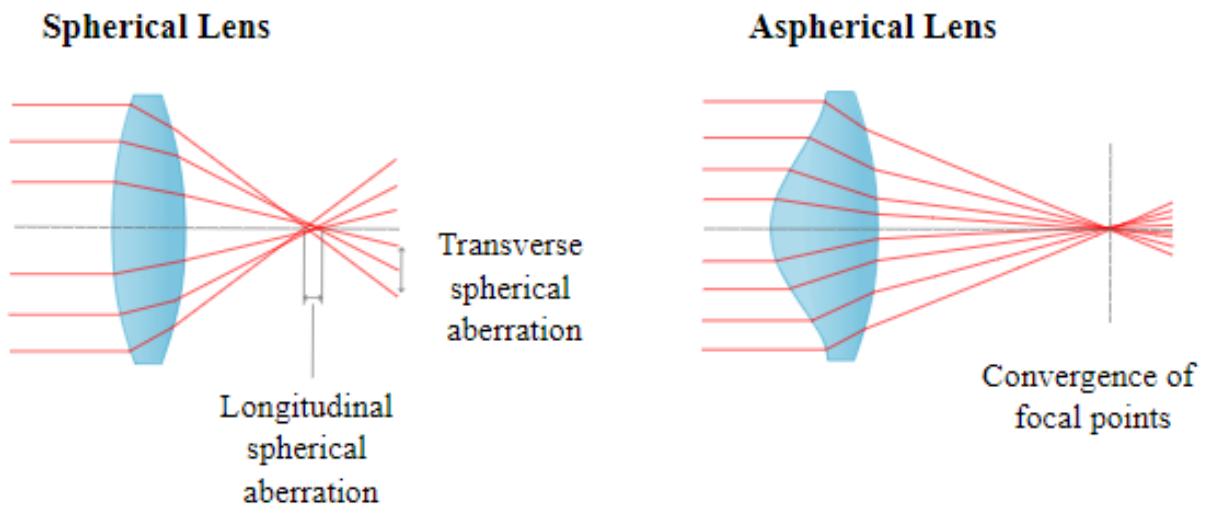 Spherical Lens
Aspherical Lens
Transverse
spherical
aberration
Longitudinal
spherical
aberration
Convergence of
focal points